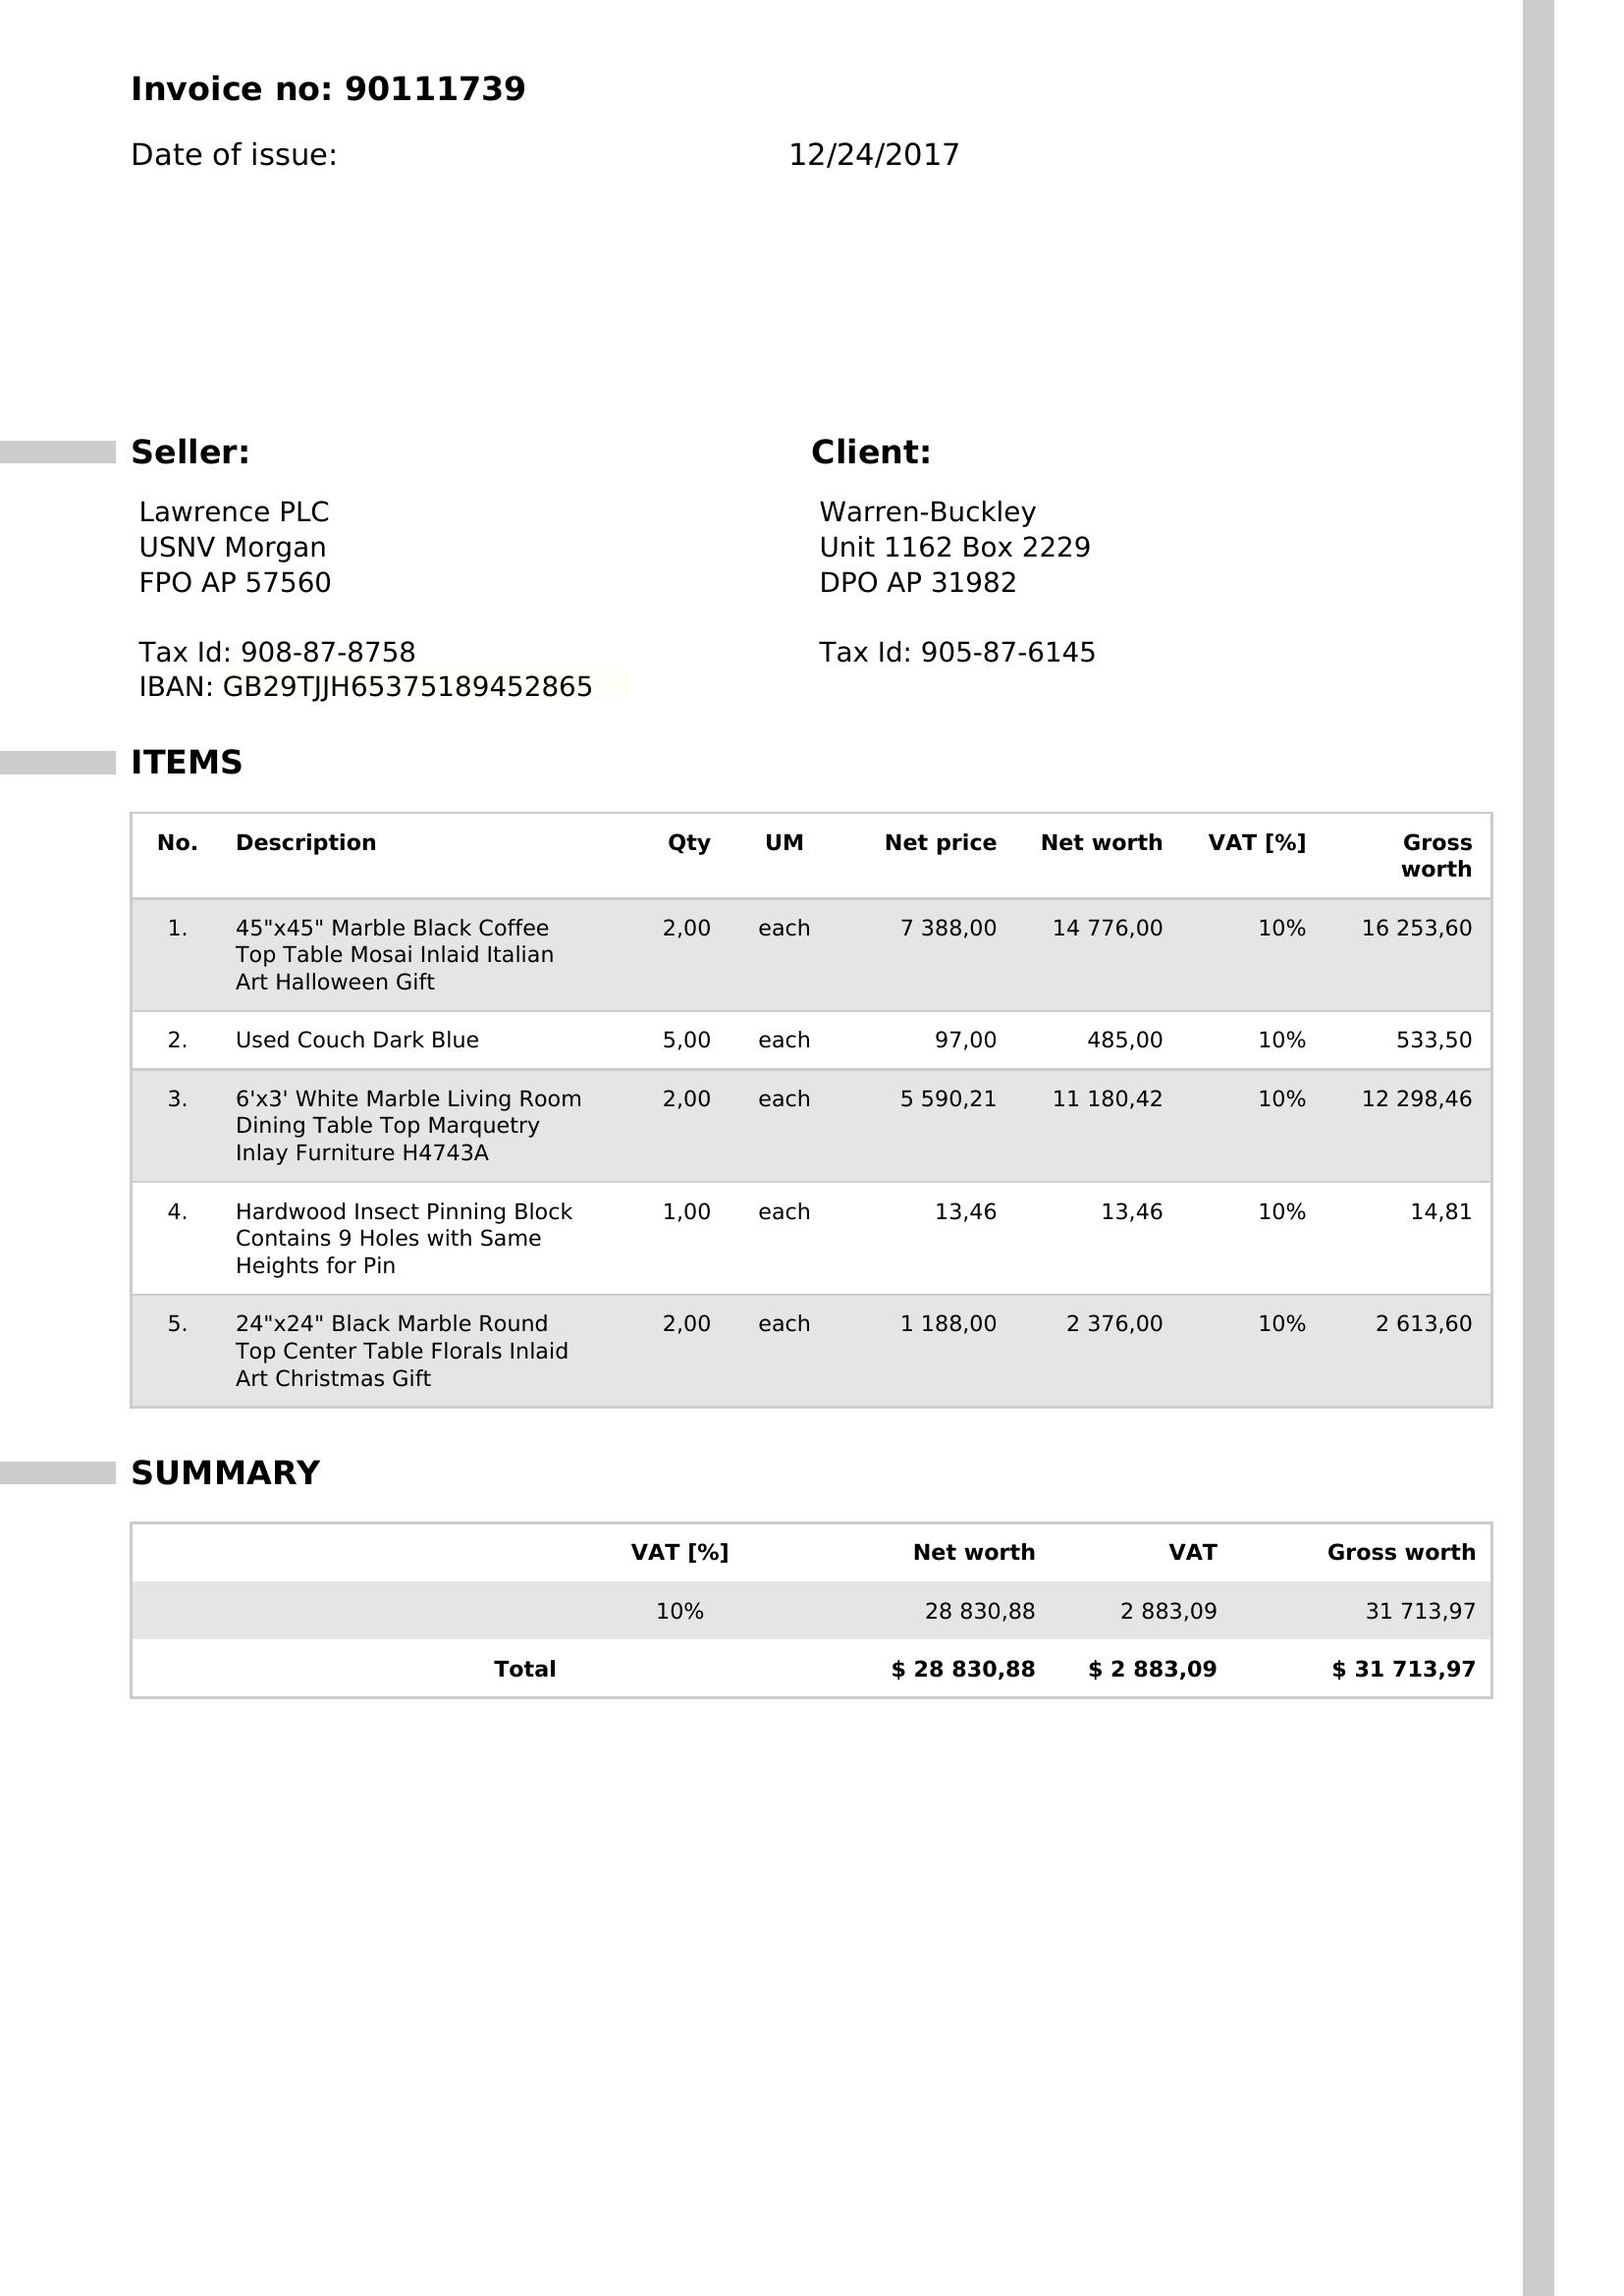 Invoice no: 90111739
Date of issue: 12/24/2017
Seller:
Lawrence PLC
USNV Morgan
FPO AP 57560
Tax Id: 908-87-8758
IBAN: GB29TJJH65375189452865
Client:
Warren-Buckley
Unit 1162 Box 2229
DPO AP 31982
Tax Id: 905-87-6145
ITEMS
No. Description Qty UM Net price Net worth VAT [%] Gross
worth
1. 45"x45" Marble Black Coffee 2,00 each 7 388,00 14 776,00 10% 16 253,60
Top Table Mosai Inlaid Italian
Art Halloween Gift
2. Used Couch Dark Blue 5,00 each 97,00 485,00 10% 533,50
3. 6'x3' White Marble Living Room 2,00 each 5 590,21 11 180,42 10% 12 298,46
Dining Table Top Marquetry
Inlay Furniture H4743A
4. Hardwood Insect Pinning Block 1,00 each 13,46 13,46 10% 14,81
Contains 9 Holes with Same
Heights for Pin
5. 24"x24" Black Marble Round 2,00 each 1 188,00 2 376,00 10% 2 613,60
Top Center Table Florals Inlaid
Art Christmas Gift
SUMMARY
VAT [%] Net worth VAT Gross worth
10% 28 830,88 2 883,09 31 713,97
Total $ 28 830,88 $ 2 883,09 $ 31 713,97